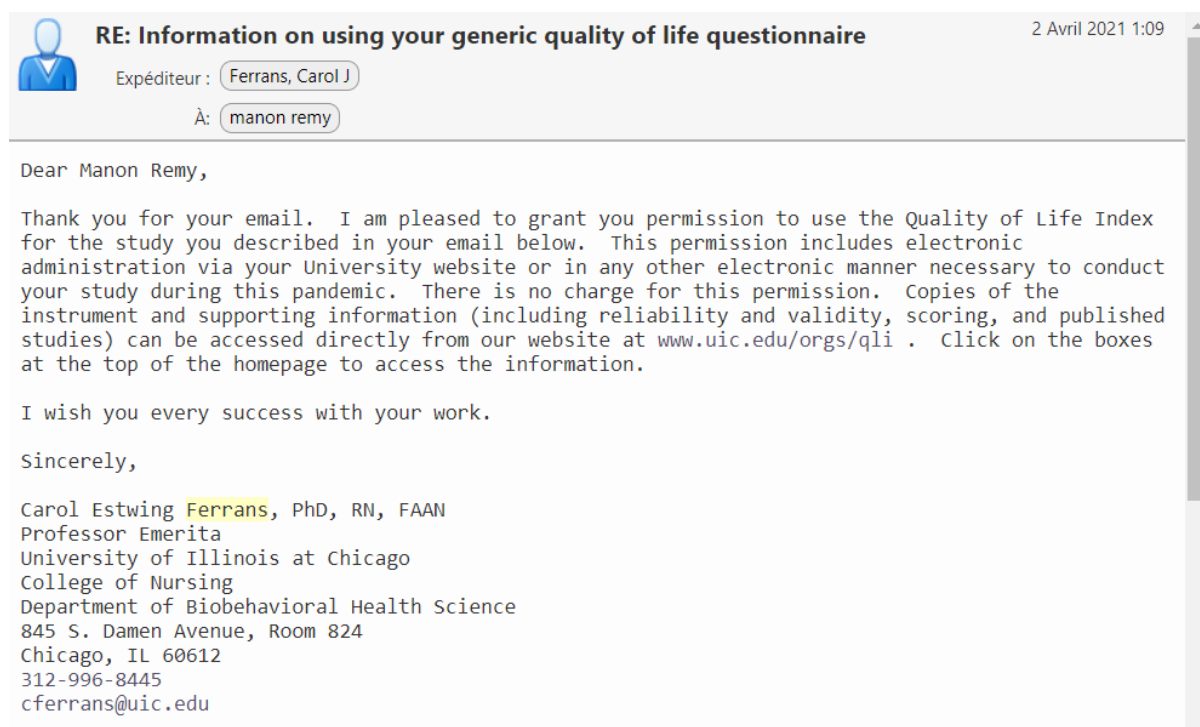 RE: Information on using your generic quality of life questionnaire
2 Avril 2021 1:09
Expéditeur : Ferrans, Carol J
À: manon remy
Dear Manon Remy,
Thank you for your email.  I am pleased to grant you permission to use the Quality of Life Index
for the study you described in your email below.  This permission includes electronic
administration via your University website or in any other electronic manner necessary to conduct
your study during this pandemic.  There is no charge for this permission.  Copies of the
instrument and supporting information (including reliability and validity, scoring, and published
studies) can be accessed directly from our website at www.uic.edu/orgs/qli .  Click on the boxes
at the top of the homepage to access the information.
I wish you every success with your work.
Sincerely,
Carol Estwing Ferrans, PhD, RN, FAAN
Professor Emerita
University of Illinois at Chicago
College of Nursing
Department of Biobehavioral Health Science
845 S. Damen Avenue, Room 824
Chicago, IL 60612
312-996-8445
cferrans@uic.edu